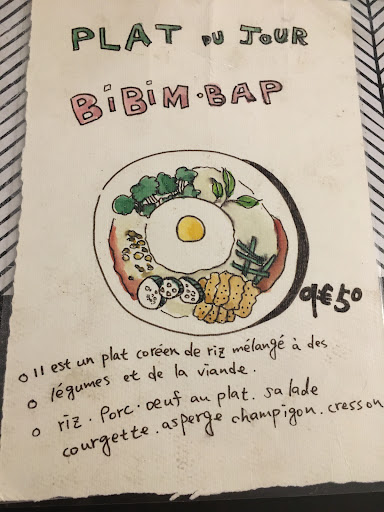 PLAT DU JOUR
BiBiM·BAP
9€50
Il est un plat coréen de riz mélangé à des
légumes et de la viande.
riz. Porc. œuf au plat. salade
courgette. asperge champigon. cresson